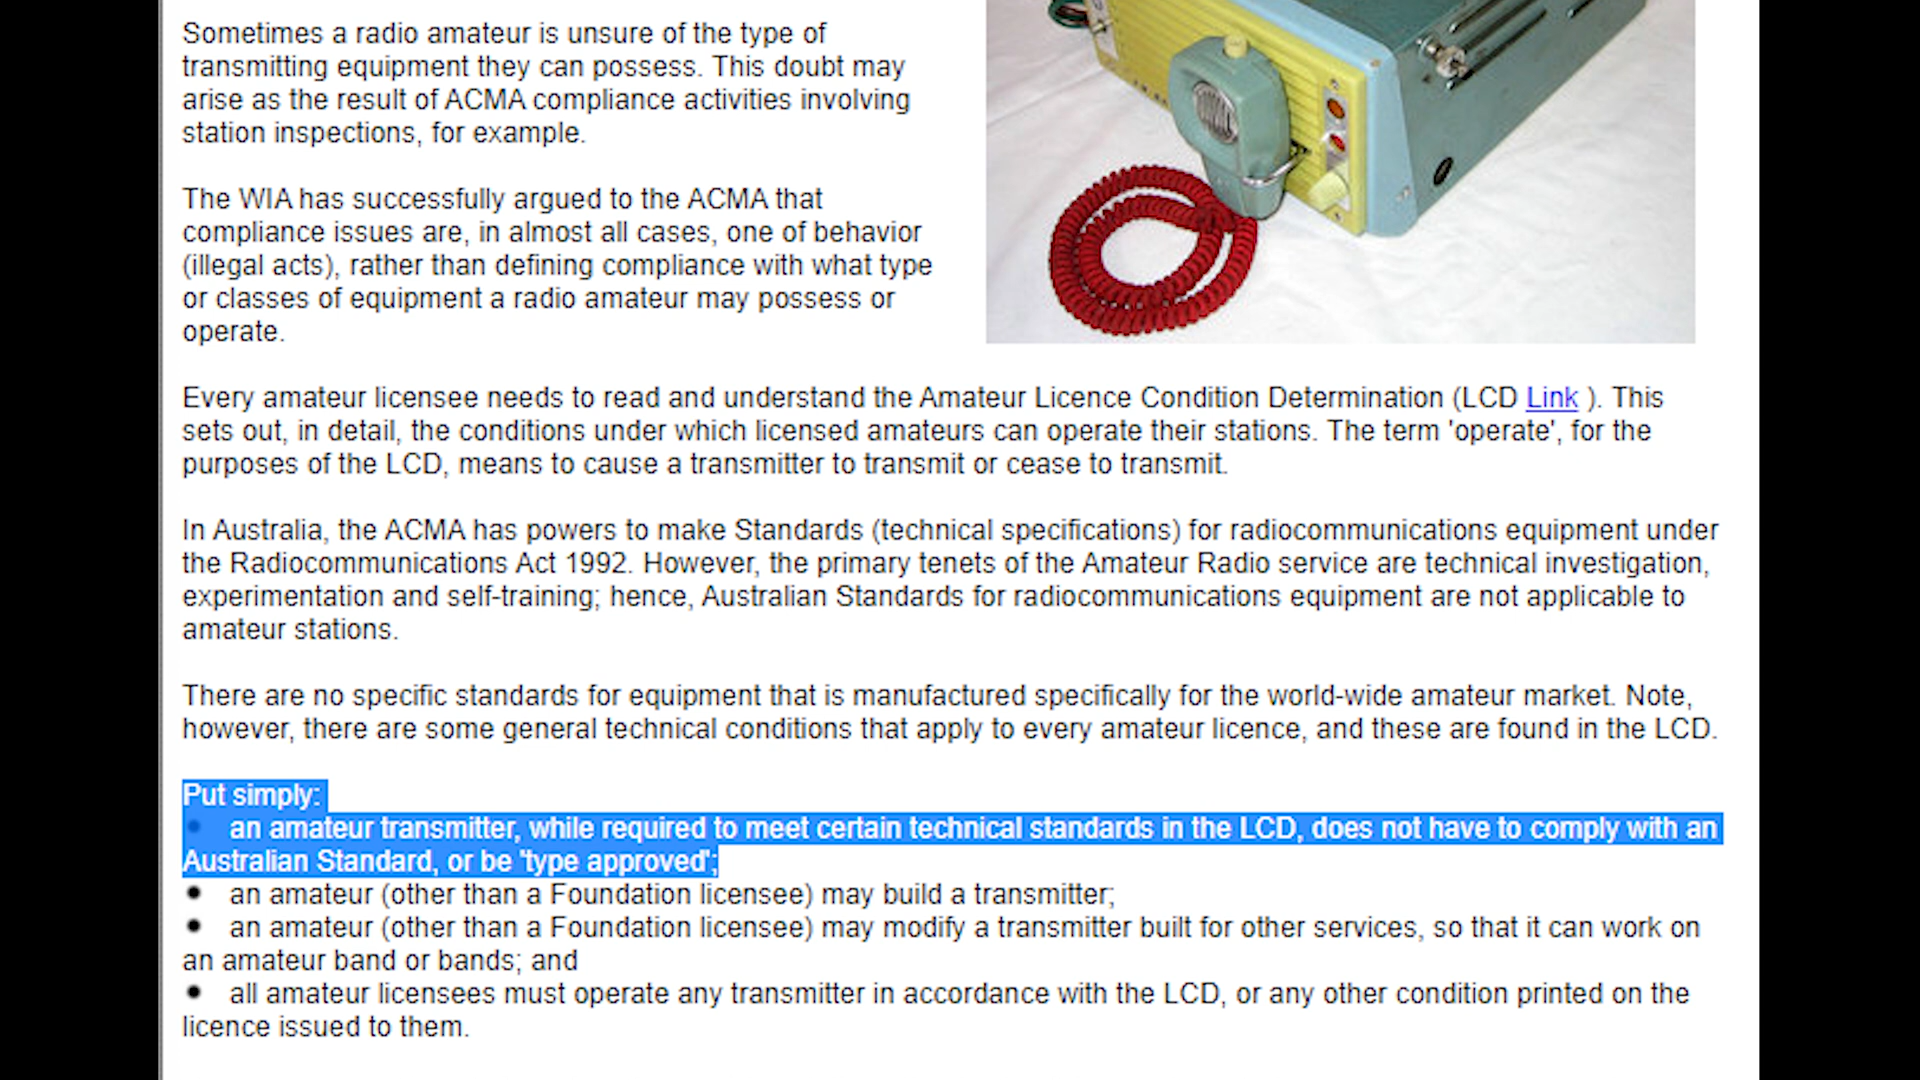 Sometimes a radio amateur is unsure of the type of
transmitting equipment they can possess. This doubt may
arise as the result of ACMA compliance activities involving
station inspections, for example.
The WIA has successfully argued to the ACMA that
compliance issues are, in almost all cases, one of behavior
(illegal acts), rather than defining compliance with what type
or classes of equipment a radio amateur may possess or
operate.
Every amateur licensee needs to read and understand the Amateur Licence Condition Determination (LCD Link ). This
sets out, in detail, the conditions under which licensed amateurs can operate their stations. The term 'operate', for the
purposes of the LCD, means to cause a transmitter to transmit or cease to transmit.
In Australia, the ACMA has powers to make Standards (technical specifications) for radiocommunications equipment under
the Radiocommunications Act 1992. However, the primary tenets of the Amateur Radio service are technical investigation,
experimentation and self-training; hence, Australian Standards for radiocommunications equipment are not applicable to
amateur stations.
There are no specific standards for equipment that is manufactured specifically for the world-wide amateur market. Note,
however, there are some general technical conditions that apply to every amateur licence, and these are found in the LCD.
Put simply:
• an amateur transmitter, while required to meet certain technical standards in the LCD, does not have to comply with an
Australian Standard, or be 'type approved';
• an amateur (other than a Foundation licensee) may build a transmitter;
• an amateur (other than a Foundation licensee) may modify a transmitter built for other services, so that it can work on
an amateur band or bands; and
• all amateur licensees must operate any transmitter in accordance with the LCD, or any other condition printed on the
licence issued to them.